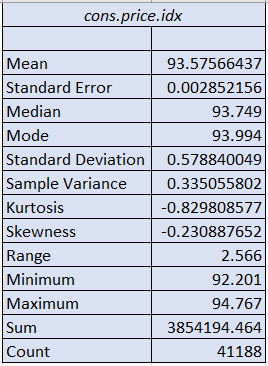 cons.price.idx
Mean 93.57566437
Standard Error 0.002852156
Median 93.749
Mode 93.994
Standard Deviation 0.578840049
Sample Variance 0.335055802
Kurtosis -0.829808577
Skewness -0.230887652
Range 2.566
Minimum 92.201
Maximum 94.767
Sum 3854194.464
Count 41188